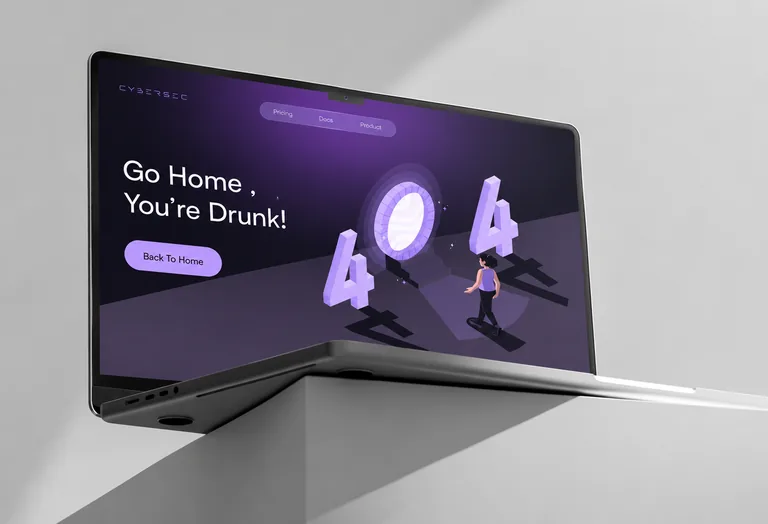 CYBERSEC
Pricing Docs Product
Go Home ,
You're Drunk!
Back To Home
404